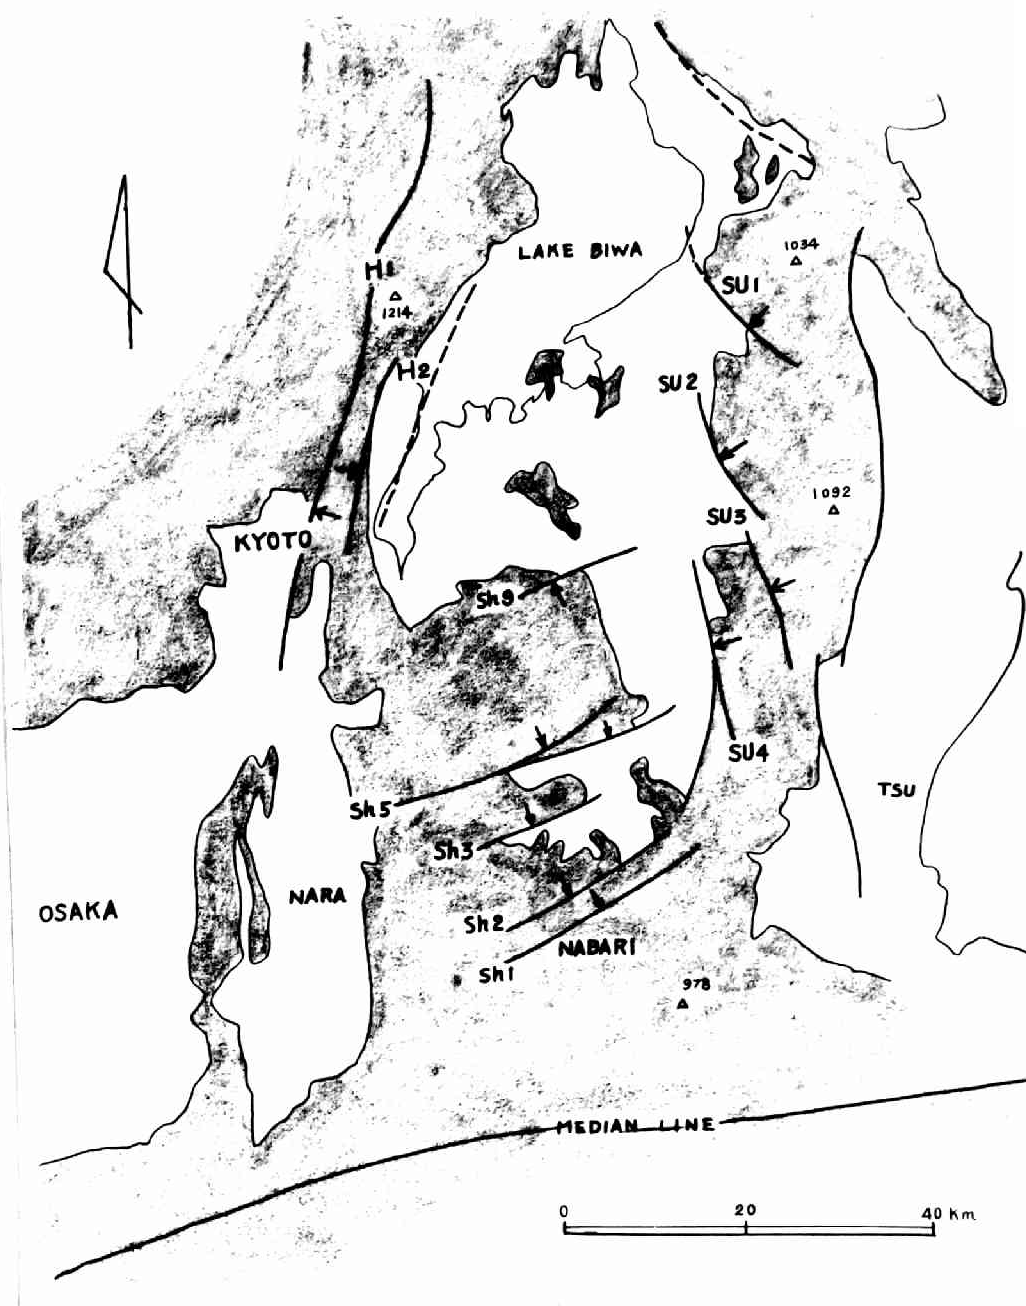 1034
LAKE BIWA
H1
SU1
1214
H2
SU2
1092
SU3
KYOTO
Sh9
SU4
TSU
Sh5
Sh3
NARA
OSAKA
Sh2
NABARI
Sh1
978
MEDIAN LINE
0 20 40 Km